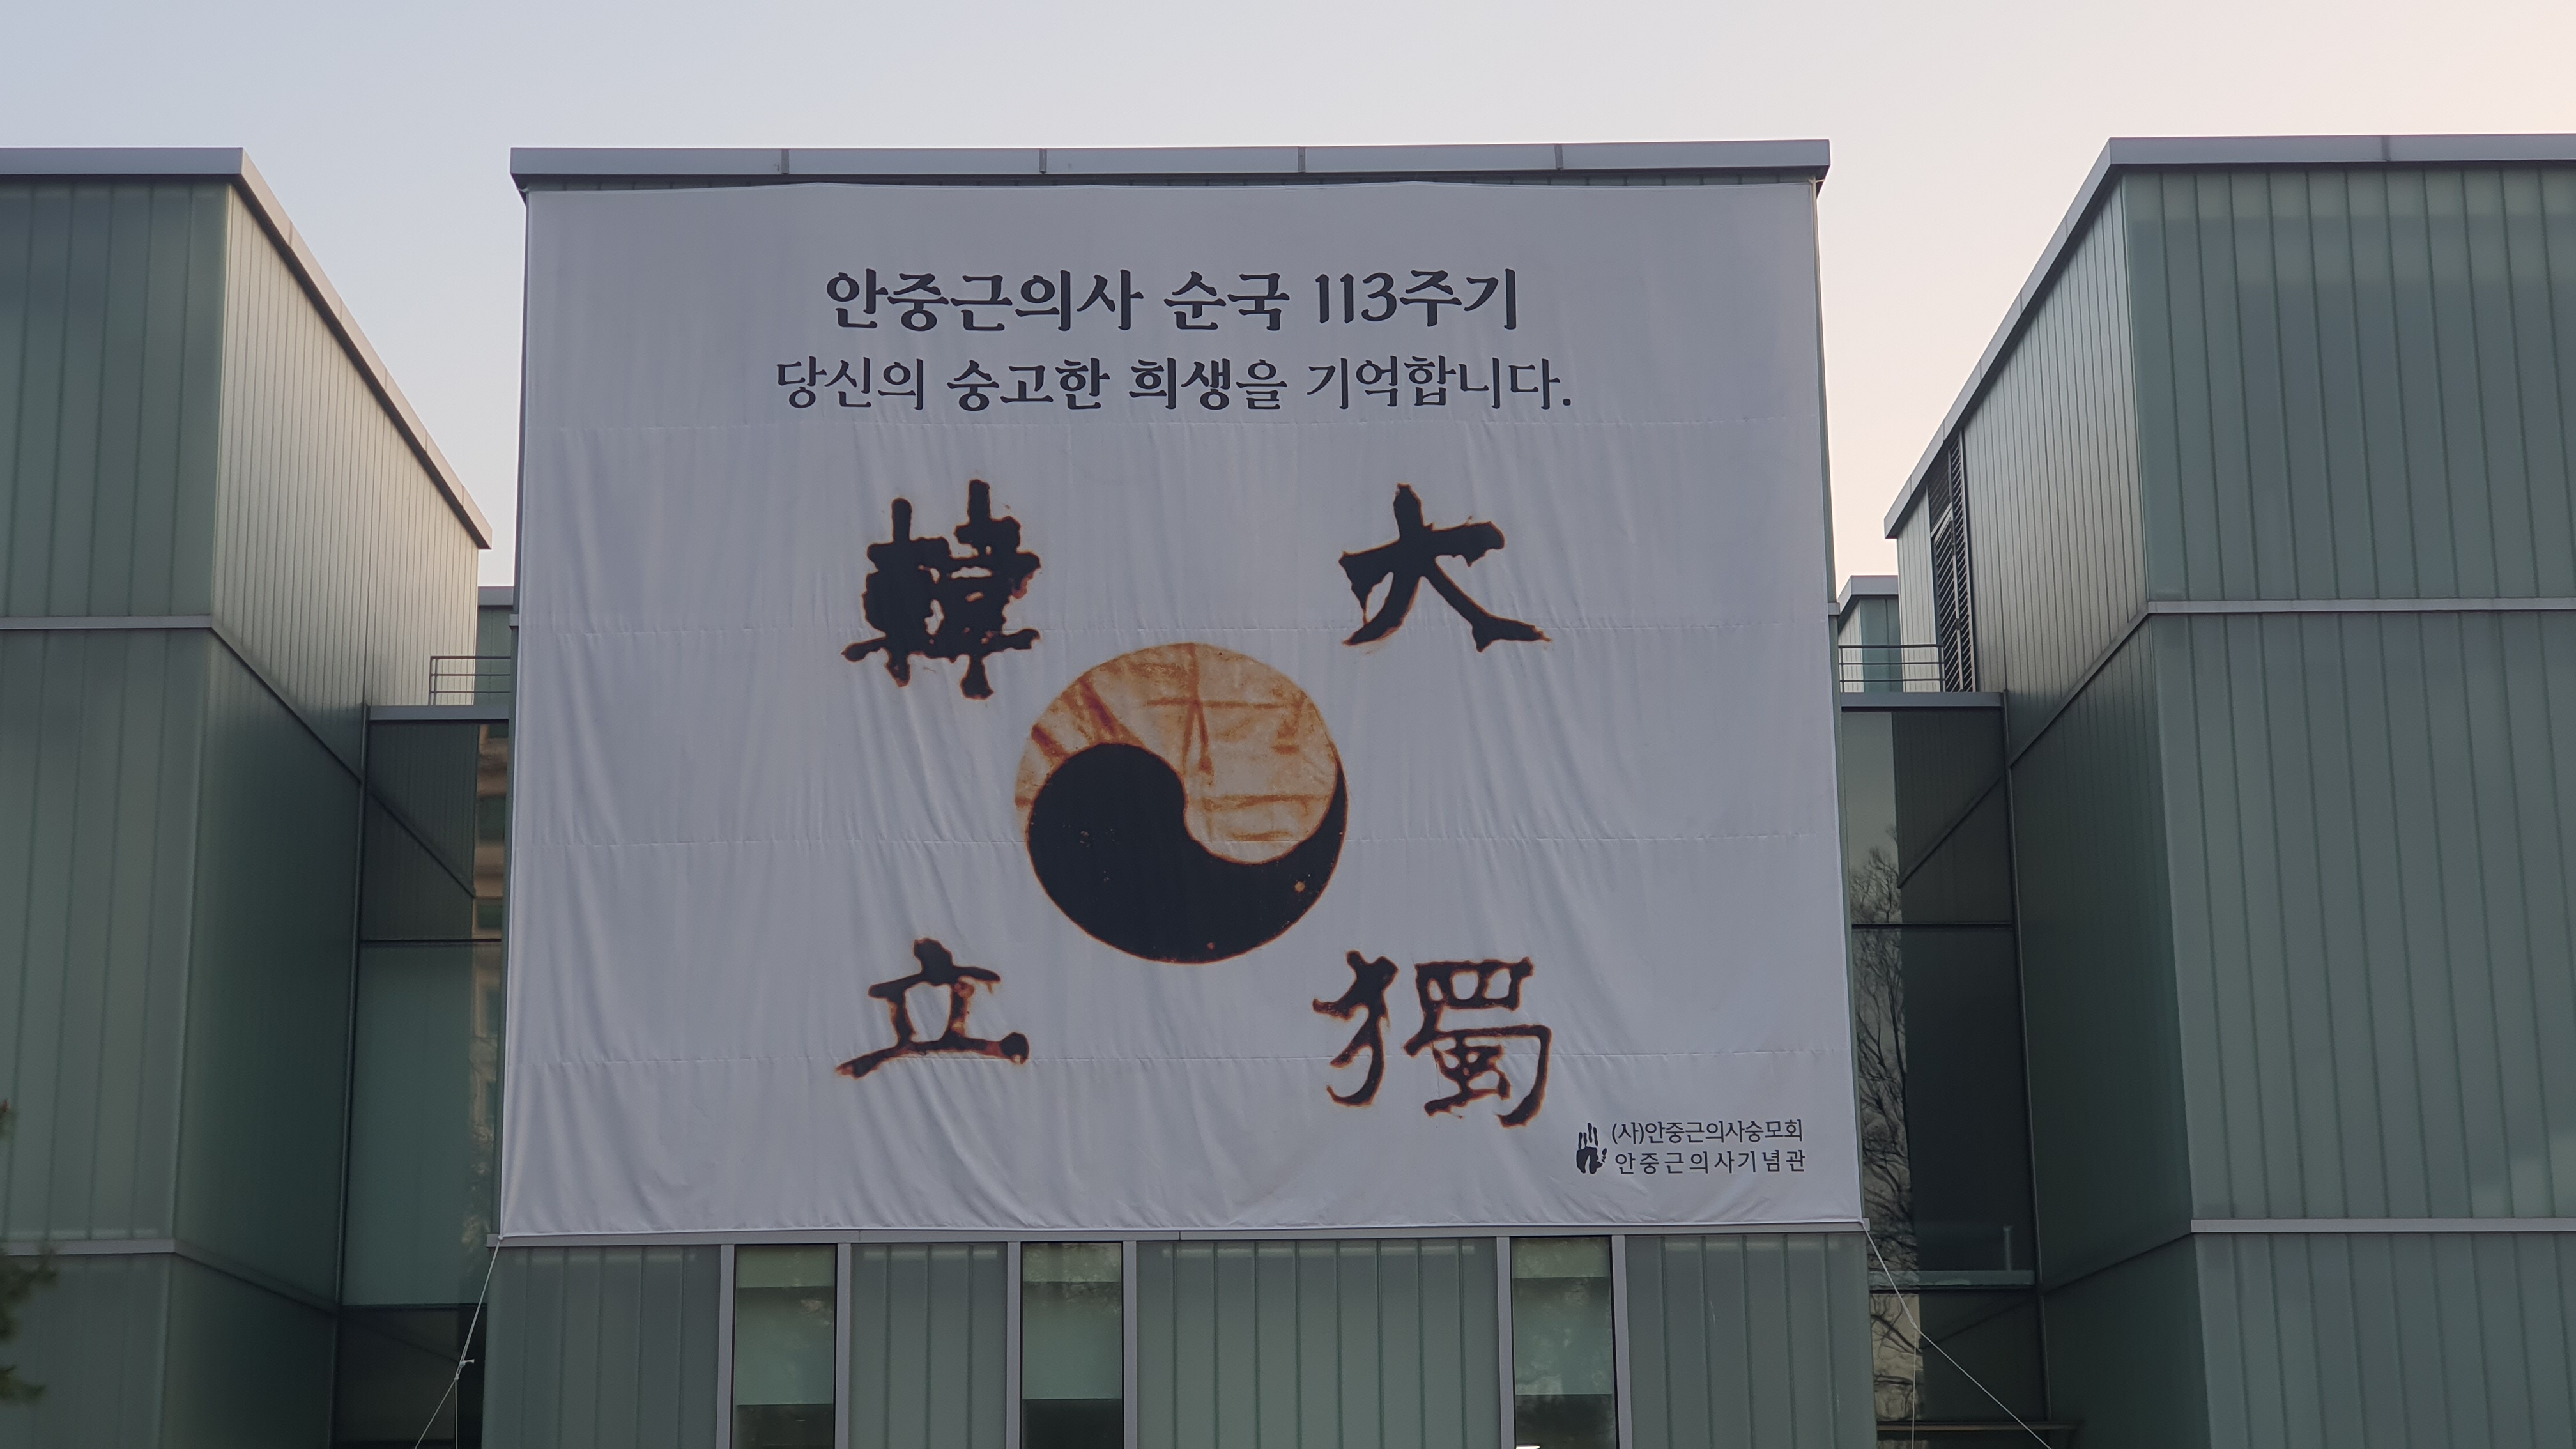 안중근의사 순국 113주기
당신의 숭고한 희생을 기억합니다.
大韓
獨立
(사)안중근의사숭모회
안중근의사기념관